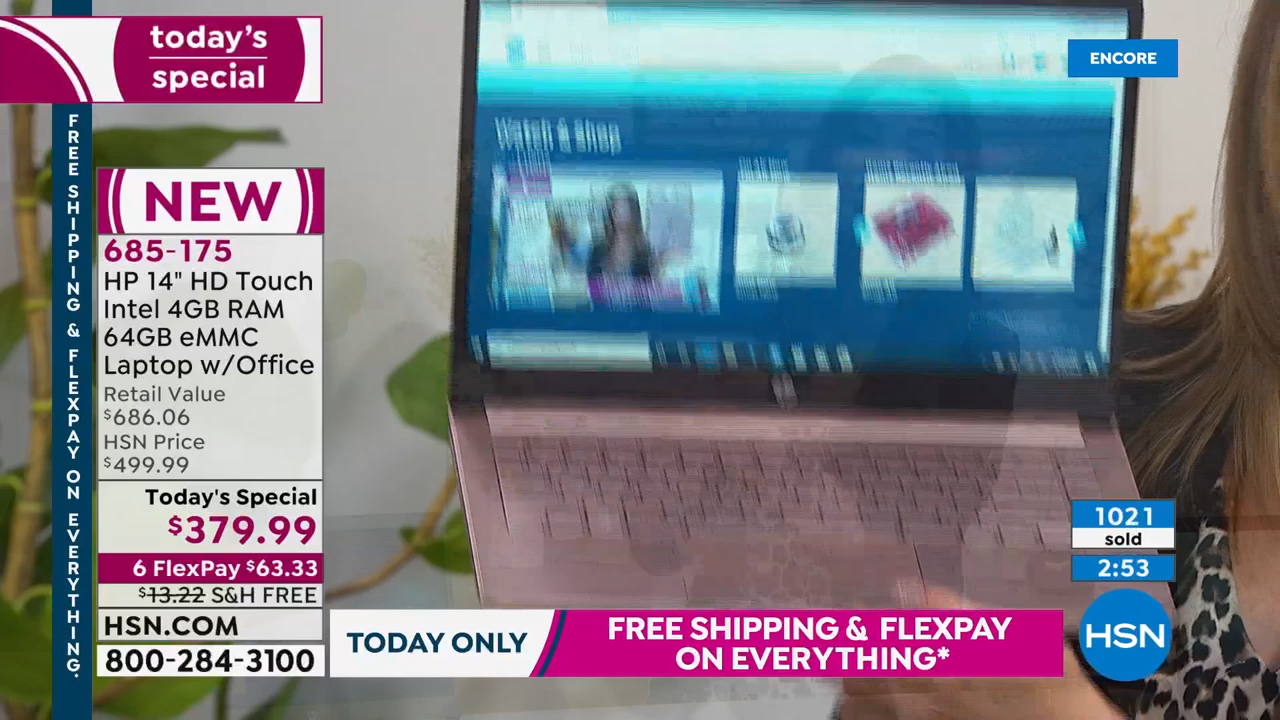 today's
special
ENCORE
FREE SHIPPING & FLEXPAY ON EVERYTHING.
NEW
685-175
HP 14" HD Touch
Intel 4GB RAM
64GB eMMC
Laptop w/Office
Retail Value
$686.06
HSN Price
$499.99
Today's Special
$379.99
6 FlexPay $63.33
$13.22 S&H FREE
HSN.COM
800-284-3100
Watch & Shop
1021
sold
2:53
TODAY ONLY
FREE SHIPPING & FLEXPAY
ON EVERYTHING*
HSN